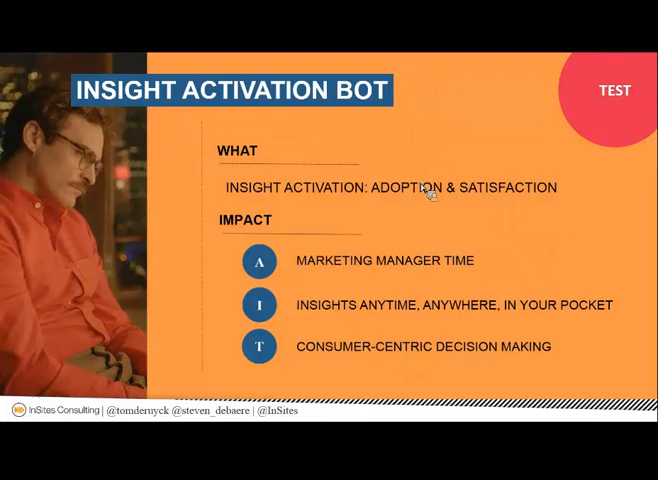 INSIGHT ACTIVATION BOT
TEST
WHAT
INSIGHT ACTIVATION: ADOPTION & SATISFACTION
IMPACT
A MARKETING MANAGER TIME
I INSIGHTS ANYTIME, ANYWHERE, IN YOUR POCKET
T CONSUMER-CENTRIC DECISION MAKING
InSites Consulting | @tomderuyck @steven_debaere | @InSites